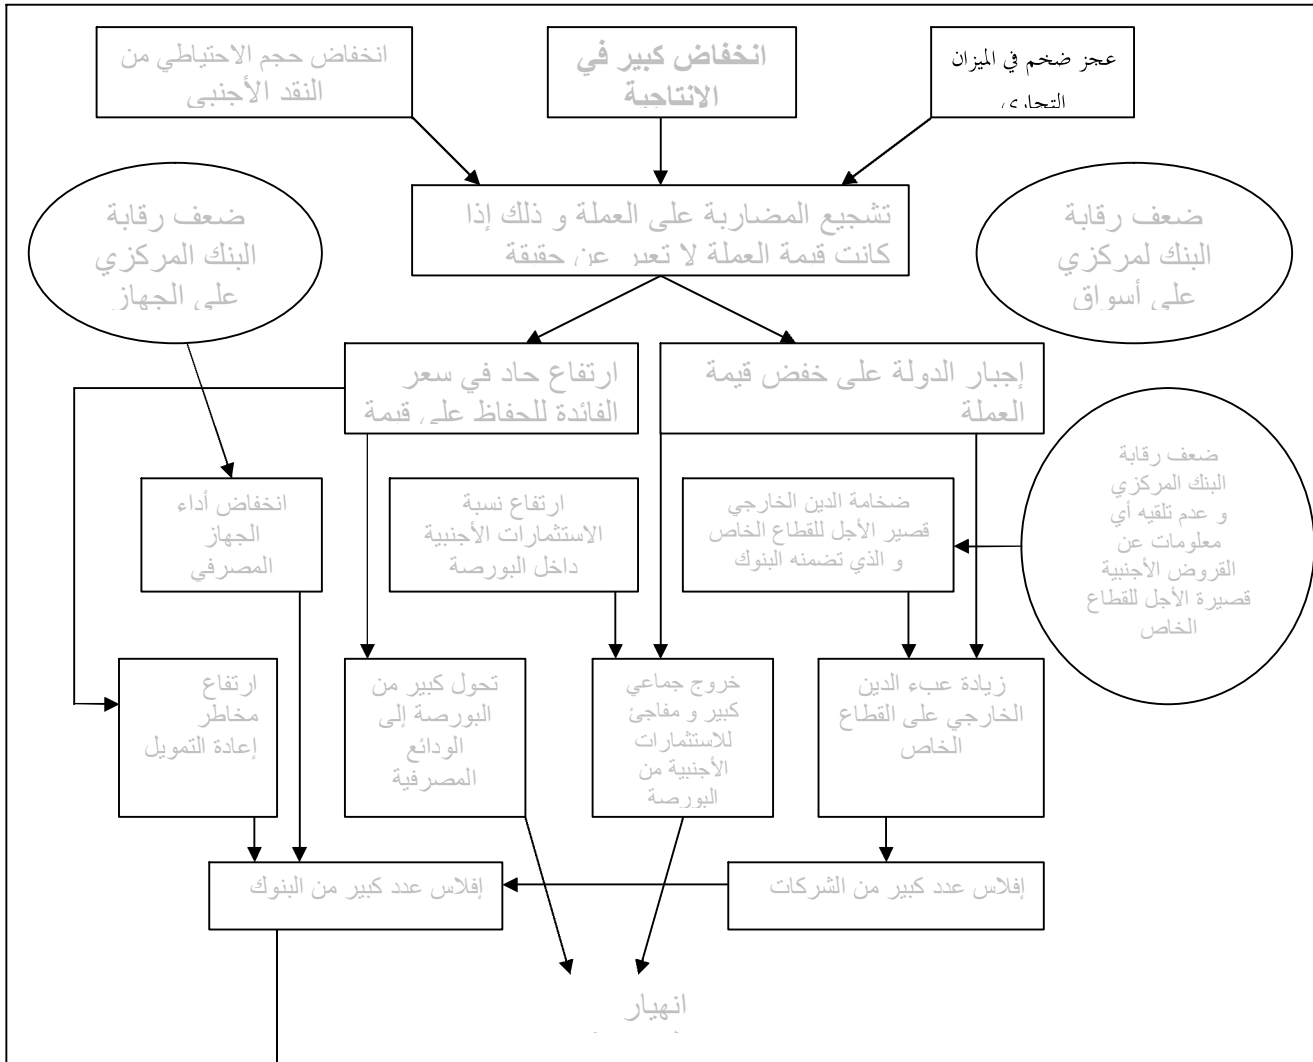 عجز ضخم في الميزان
التجاري
انخفاض كبير في
الانتاجية
انخفاض حجم الاحتياطي من
النقد الأجنبي
تشجيع المضاربة على العملة و ذلك إذا
كانت قيمة العملة لا تعبر عن حقيقة
ضعف رقابة
البنك لمركزي
على أسواق
ضعف رقابة
البنك المركزي
على الجهاز
إجبار الدولة على خفض قيمة
العملة
ارتفاع حاد في سعر
الفائدة للحفاظ على قيمة
ضعف رقابة
البنك المركزي
و عدم تلقيه أي
معلومات عن
القروض الأجنبية
قصيرة الأجل للقطاع
الخاص
ضخامة الدين الخارجي
قصير الأجل للقطاع الخاص
و الذي تضمنه البنوك
ارتفاع نسبة
الاستثمارات الأجنبية
داخل البورصة
انخفاض أداء
الجهاز
المصرفي
زيادة عبء الدين
الخارجي على القطاع
الخاص
خروج جماعي
كبير و مفاجئ
للاستثمارات
الأجنبية من
البورصة
تحول كبير من
البورصة إلى
الودائع
المصرفية
ارتفاع
مخاطر
إعادة التمويل
إفلاس عدد كبير من الشركات
إفلاس عدد كبير من البنوك
انهيار